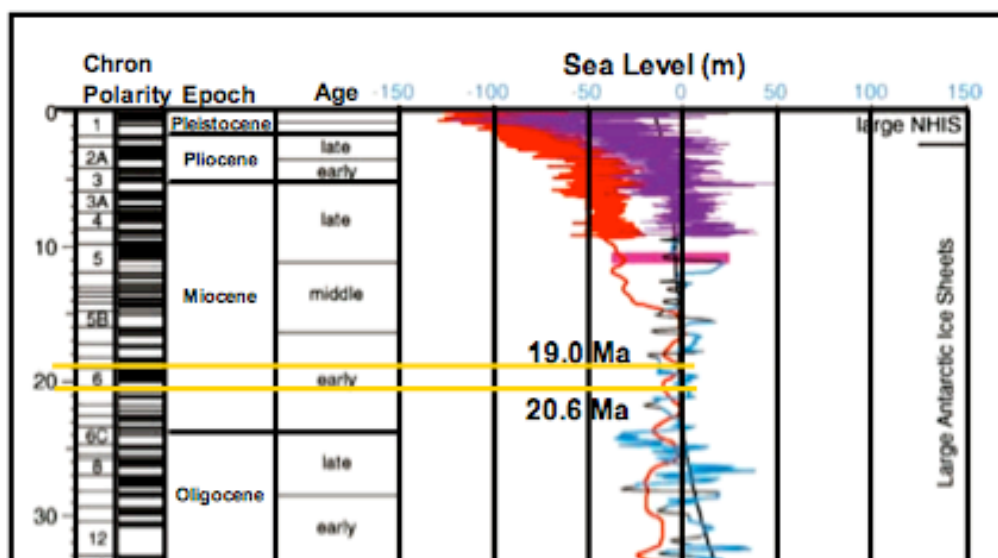 Chron
Polarity Epoch Age
Sea Level (m)
-150 -100 -50 0 50 100 150
0
1
2A
3
3A
4
10
5
5B
20
6
6C
8
30
12
Pleistocene
Pliocene
Miocene
Oligocene
late
early
late
middle
early
late
early
19.0 Ma
20.6 Ma
large NHIS
Large Antarctic Ice Sheets